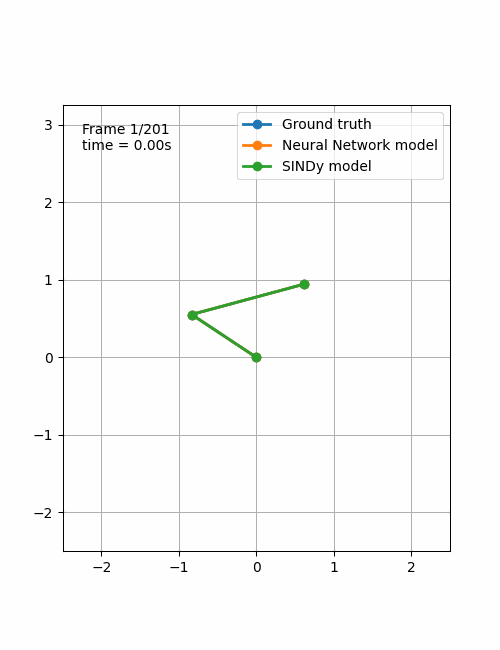 Frame 1/201
time = 0.00s
Ground truth
Neural Network model
SINDy model
3
2
1
0
−1
−2
−2
−1
0
1
2